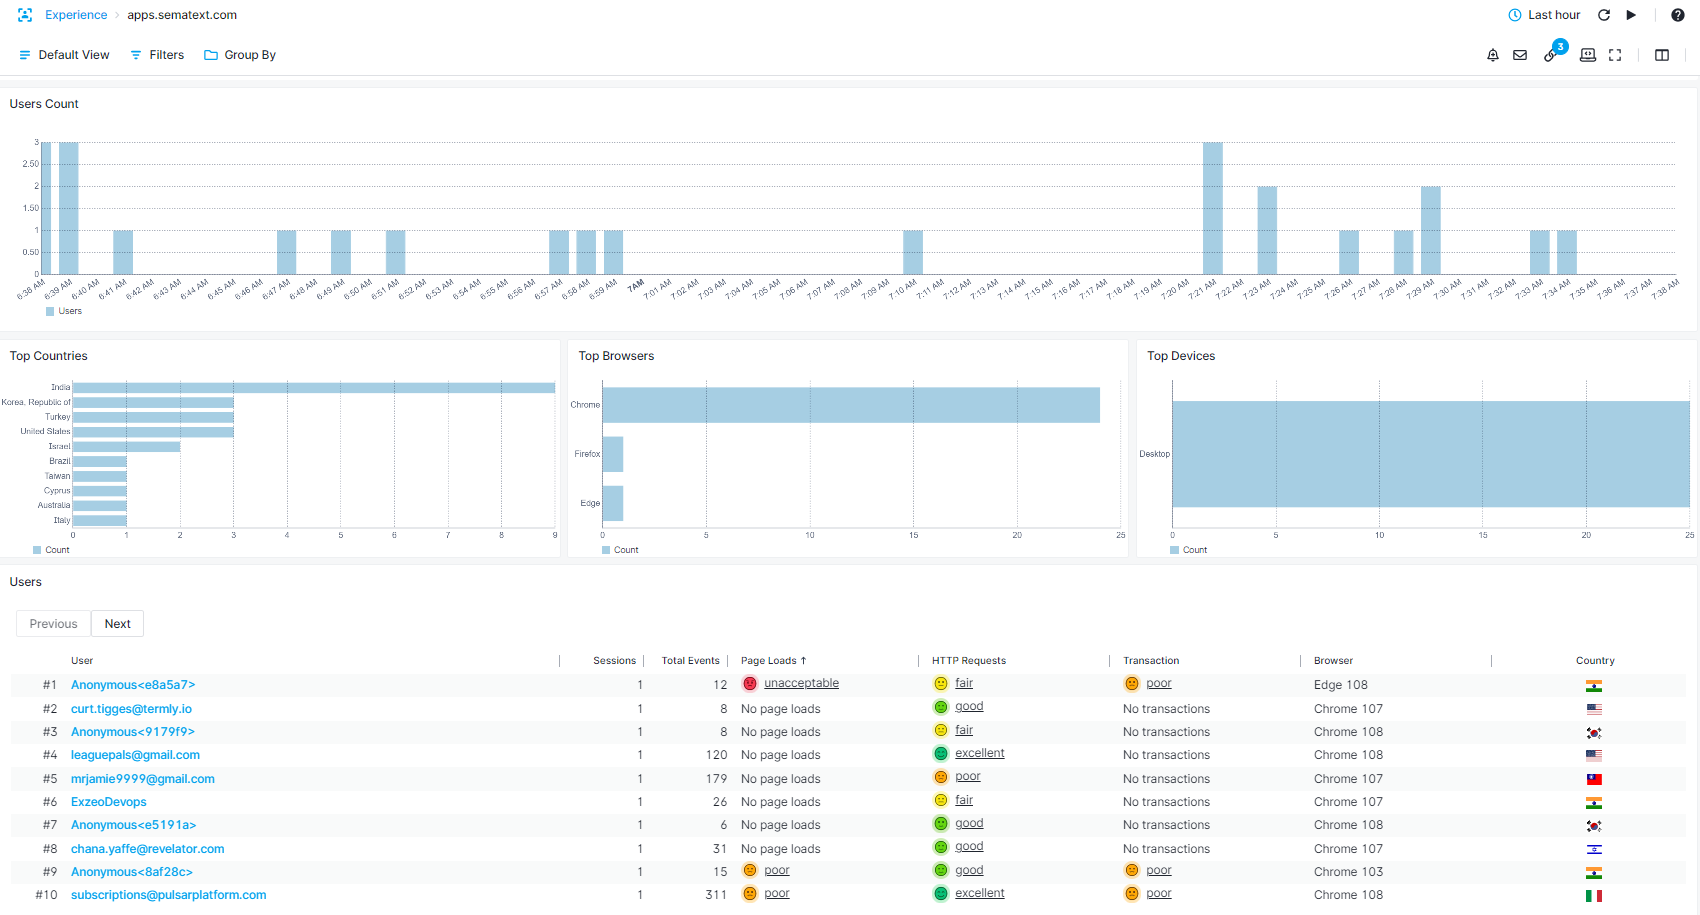 Experience > apps.sematext.com
Last hour
Default View Filters Group By
3
Users Count
3
2.50
2
1.50
1
0.50
0
6:38 AM 6:39 AM 6:40 AM 6:41 AM 6:42 AM 6:43 AM 6:44 AM 6:45 AM 6:46 AM 6:47 AM 6:48 AM 6:49 AM 6:50 AM 6:51 AM 6:52 AM 6:53 AM 6:54 AM 6:55 AM 6:56 AM 6:57 AM 6:58 AM 6:59 AM 7AM 7:01 AM 7:02 AM 7:03 AM 7:04 AM 7:05 AM 7:06 AM 7:07 AM 7:08 AM 7:09 AM 7:10 AM 7:11 AM 7:12 AM 7:13 AM 7:14 AM 7:15 AM 7:16 AM 7:17 AM 7:18 AM 7:19 AM 7:20 AM 7:21 AM 7:22 AM 7:23 AM 7:24 AM 7:25 AM 7:26 AM 7:27 AM 7:28 AM 7:29 AM 7:30 AM 7:31 AM 7:32 AM 7:33 AM 7:34 AM 7:35 AM 7:36 AM 7:37 AM 7:38 AM
Users
Top Countries
India
Korea, Republic of
Turkey
United States
Israel
Brazil
Taiwan
Cyprus
Australia
Italy
0 1 2 3 4 5 6 7 8 9
Count
Top Browsers
Chrome
Firefox
Edge
0 5 10 15 20 25
Count
Top Devices
Desktop
0 5 10 15 20 25
Count
Users
Previous Next
User Sessions Total Events Page Loads ↑ HTTP Requests Transaction Browser Country
#1 Anonymous<e8a5a7> 1 12 unacceptable fair poor Edge 108
#2 curt.tigges@termly.io 1 8 No page loads good No transactions Chrome 107
#3 Anonymous<9179f9> 1 8 No page loads fair No transactions Chrome 108
#4 leaguepals@gmail.com 1 120 No page loads excellent No transactions Chrome 108
#5 mrjamie9999@gmail.com 1 179 No page loads poor No transactions Chrome 107
#6 ExzeoDevops 1 26 No page loads fair No transactions Chrome 107
#7 Anonymous<e5191a> 1 6 No page loads good No transactions Chrome 108
#8 chana.yaffe@revelator.com 1 31 No page loads good No transactions Chrome 107
#9 Anonymous<8af28c> 1 15 poor good poor Chrome 103
#10 subscriptions@pulsarplatform.com 1 311 poor excellent poor Chrome 108